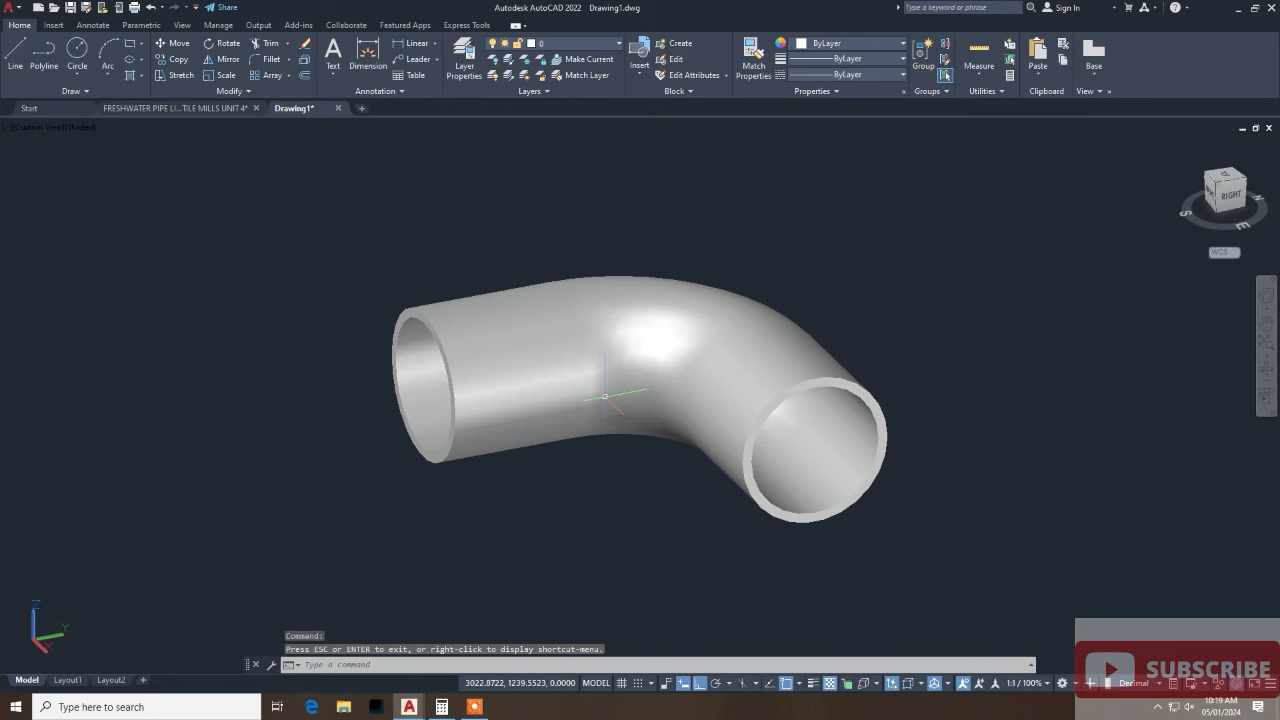 Share
Autodesk AutoCAD 2022 Drawing1.dwg
Type a keyword or phrase
Sign In
Home Insert Annotate Parametric View Manage Output Add-ins Collaborate Featured Apps Express Tools
Line Polyline Circle Arc
Move Rotate Trim
Copy Mirror Fillet
Stretch Scale Array
Text Dimension
Linear
Leader
Table
Layer Properties
0
Make Current
Match Layer
Insert
Create
Edit
Edit Attributes
Match Properties
ByLayer
ByLayer
ByLayer
Group
Measure
Paste
Base
Draw Modify Annotation Layers Block Properties Groups Utilities Clipboard View
Start FRESHWATER PIPE LI...TILE MILLS UNIT 4* Drawing1*
[−][Custom View][Shaded]
RIGHT
S
E
N
WCS
Z
Y
X
Command:
Press ESC or ENTER to exit, or right-click to display shortcut-menu.
Type a command
Model Layout1 Layout2
3022.8722, 1239.5523, 0.0000 MODEL
1:1 / 100%
Decimal
SUBSCRIBE
Type here to search
10:19 AM
05/01/2024